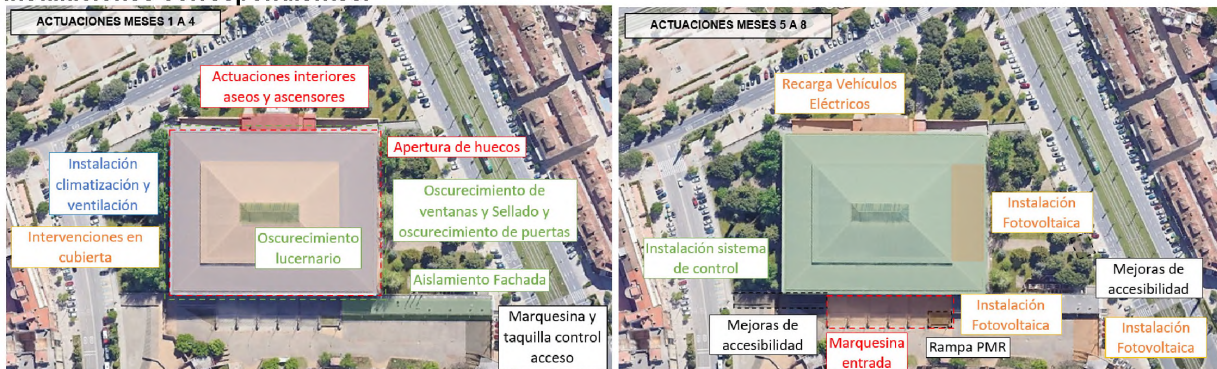 ACTUACIONES MESES 1 A 4
Actuaciones interiores
aseos y ascensores
Apertura de huecos
Instalación
climatización y
ventilación
Oscurecimiento de
ventanas y Sellado y
oscurecimiento de puertas
Intervenciones en
cubierta
Oscurecimiento
lucernario
Aislamiento Fachada
Marquesina y
taquilla control
acceso
ACTUACIONES MESES 5 A 8
Recarga Vehículos
Eléctricos
Instalación
Fotovoltaica
Instalación sistema
de control
Mejoras de
accesibilidad
Instalación
Fotovoltaica
Mejoras de
accesibilidad
Marquesina
entrada
Rampa PMR
Instalación
Fotovoltaica